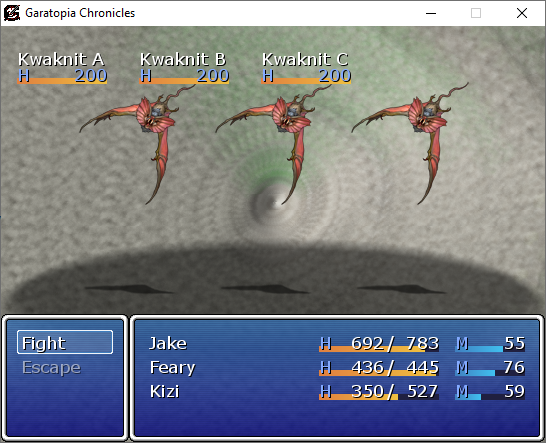 Garatopia Chronicles
Kwaknit A Kwaknit B Kwaknit C
H 200 H 200 H 200
Fight
Escape
Jake H 692/ 783 M 55
Feary H 436/ 445 M 76
Kizi H 350/ 527 M 59